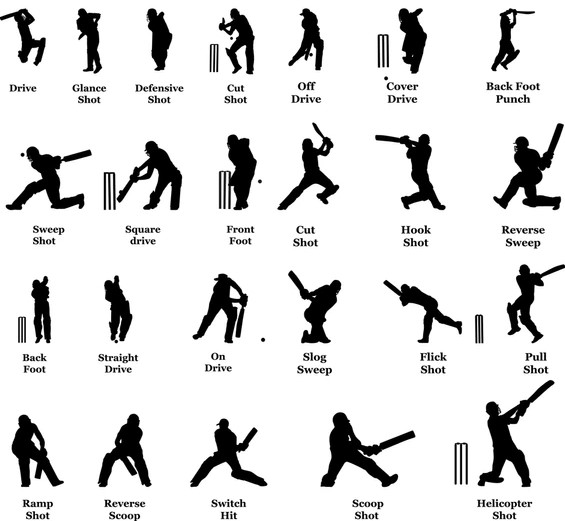 Drive
Glance
Shot
Defensive
Shot
Cut
Shot
Off
Drive
Cover
Drive
Back Foot
Punch
Sweep
Shot
Square
drive
Front
Foot
Cut
Shot
Hook
Shot
Reverse
Sweep
Back
Foot
Straight
Drive
On
Drive
Slog
Sweep
Flick
Shot
Pull
Shot
Ramp
Shot
Reverse
Scoop
Switch
Hit
Scoop
Shot
Helicopter
Shot